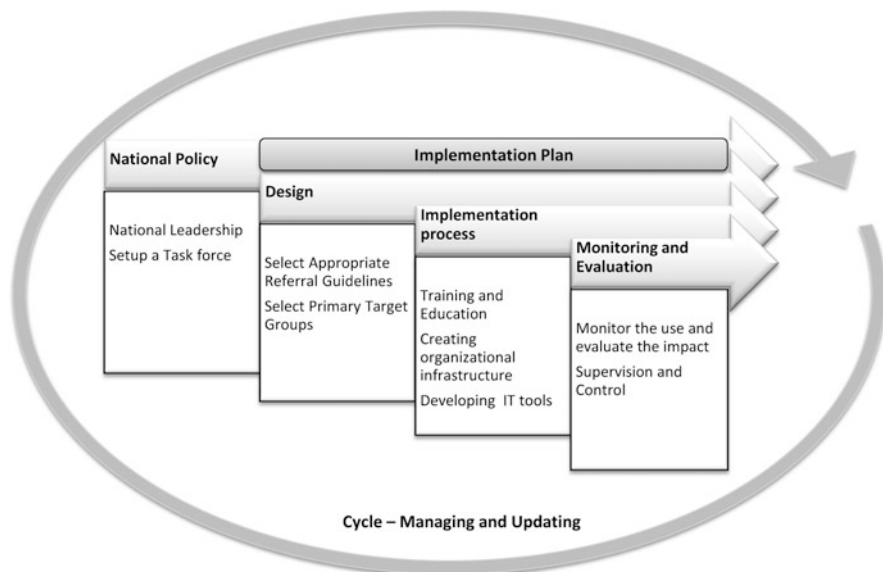 National Policy
Implementation Plan
Design
Implementation
process
Monitoring and
Evaluation
National Leadership
Setup a Task force
Select Appropriate
Referral Guidelines
Select Primary Target
Groups
Training and
Education
Creating
organizational
infrastructure
Developing IT tools
Monitor the use and
evaluate the impact
Supervision and
Control
Cycle – Managing and Updating